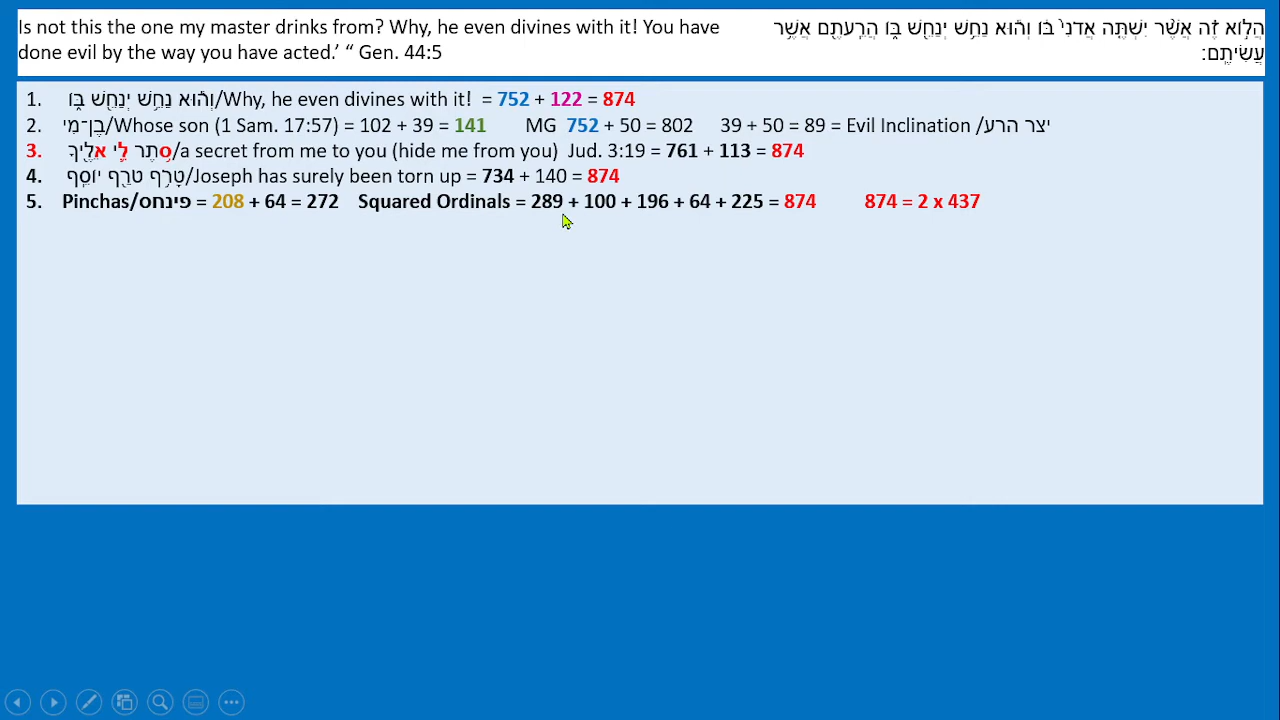 Is not this the one my master drinks from? Why, he even divines with it! You have done evil by the way you have acted.’ “ Gen. 44:5
הֲל֣וֹא זֶ֗ה אֲשֶׁ֨ר יִשְׁתֶּ֤ה אֲדֹנִי֙ בּ֔וֹ וְה֕וּא נַחֵ֥שׁ יְנַחֵ֖שׁ בּ֑וֹ הֲרֵעֹתֶ֖ם אֲשֶׁ֥ר עֲשִׂיתֶֽם׃
1. וְה֕וּא נַחֵ֥שׁ יְנַחֵ֖שׁ בּ֑וֹ/Why, he even divines with it! = 752 + 122 = 874
2. בֶּן־מִי/Whose son (1 Sam. 17:57) = 102 + 39 = 141 MG 752 + 50 = 802 39 + 50 = 89 = Evil Inclination /יצר הרע
3. סֵ֥תֶר לִ֛י אֵלֶ֖יךָ/a secret from me to you (hide me from you) Jud. 3:19 = 761 + 113 = 874
4. טָרֹ֥ף טֹרַ֖ף יוֹסֵֽף/Joseph has surely been torn up = 734 + 140 = 874
5. Pinchas/פינחס = 208 + 64 = 272 Squared Ordinals = 289 + 100 + 196 + 64 + 225 = 874 874 = 2 x 437